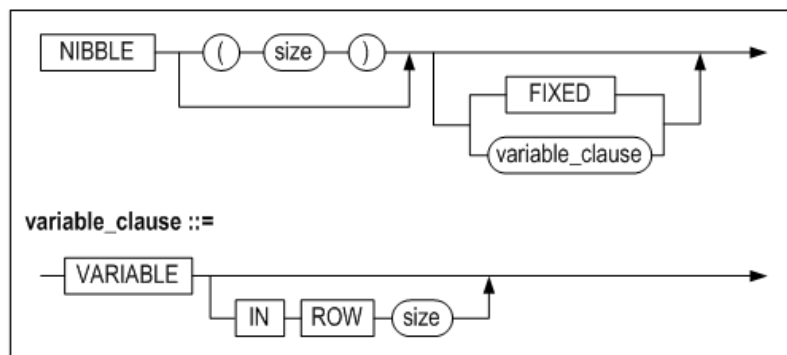 NIBBLE ( size )
FIXED
variable_clause
variable_clause ::=
VARIABLE
IN ROW size